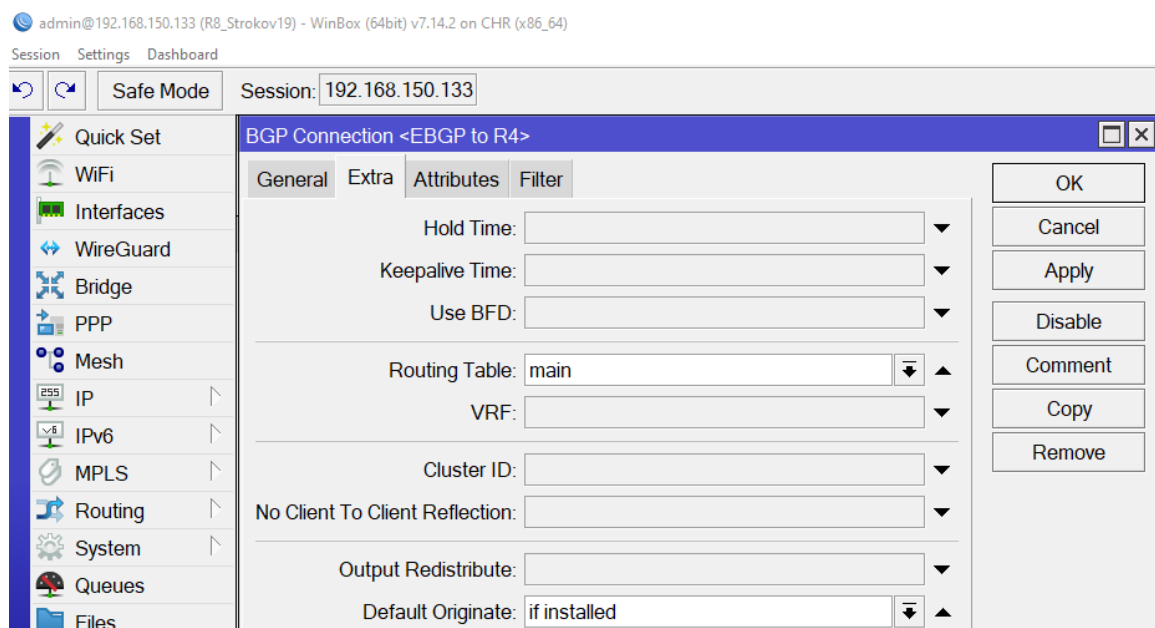 admin@192.168.150.133 (R8_Strokov19) - WinBox (64bit) v7.14.2 on CHR (x86_64)
Session Settings Dashboard
Safe Mode Session: 192.168.150.133
Quick Set
WiFi
Interfaces
WireGuard
Bridge
PPP
Mesh
255 IP
v6 IPv6
MPLS
Routing
System
Queues
Files
BGP Connection <EBGP to R4>
General Extra Attributes Filter
Hold Time:
Keepalive Time:
Use BFD:
Routing Table: main
VRF:
Cluster ID:
No Client To Client Reflection:
Output Redistribute:
Default Originate: if installed
OK
Cancel
Apply
Disable
Comment
Copy
Remove